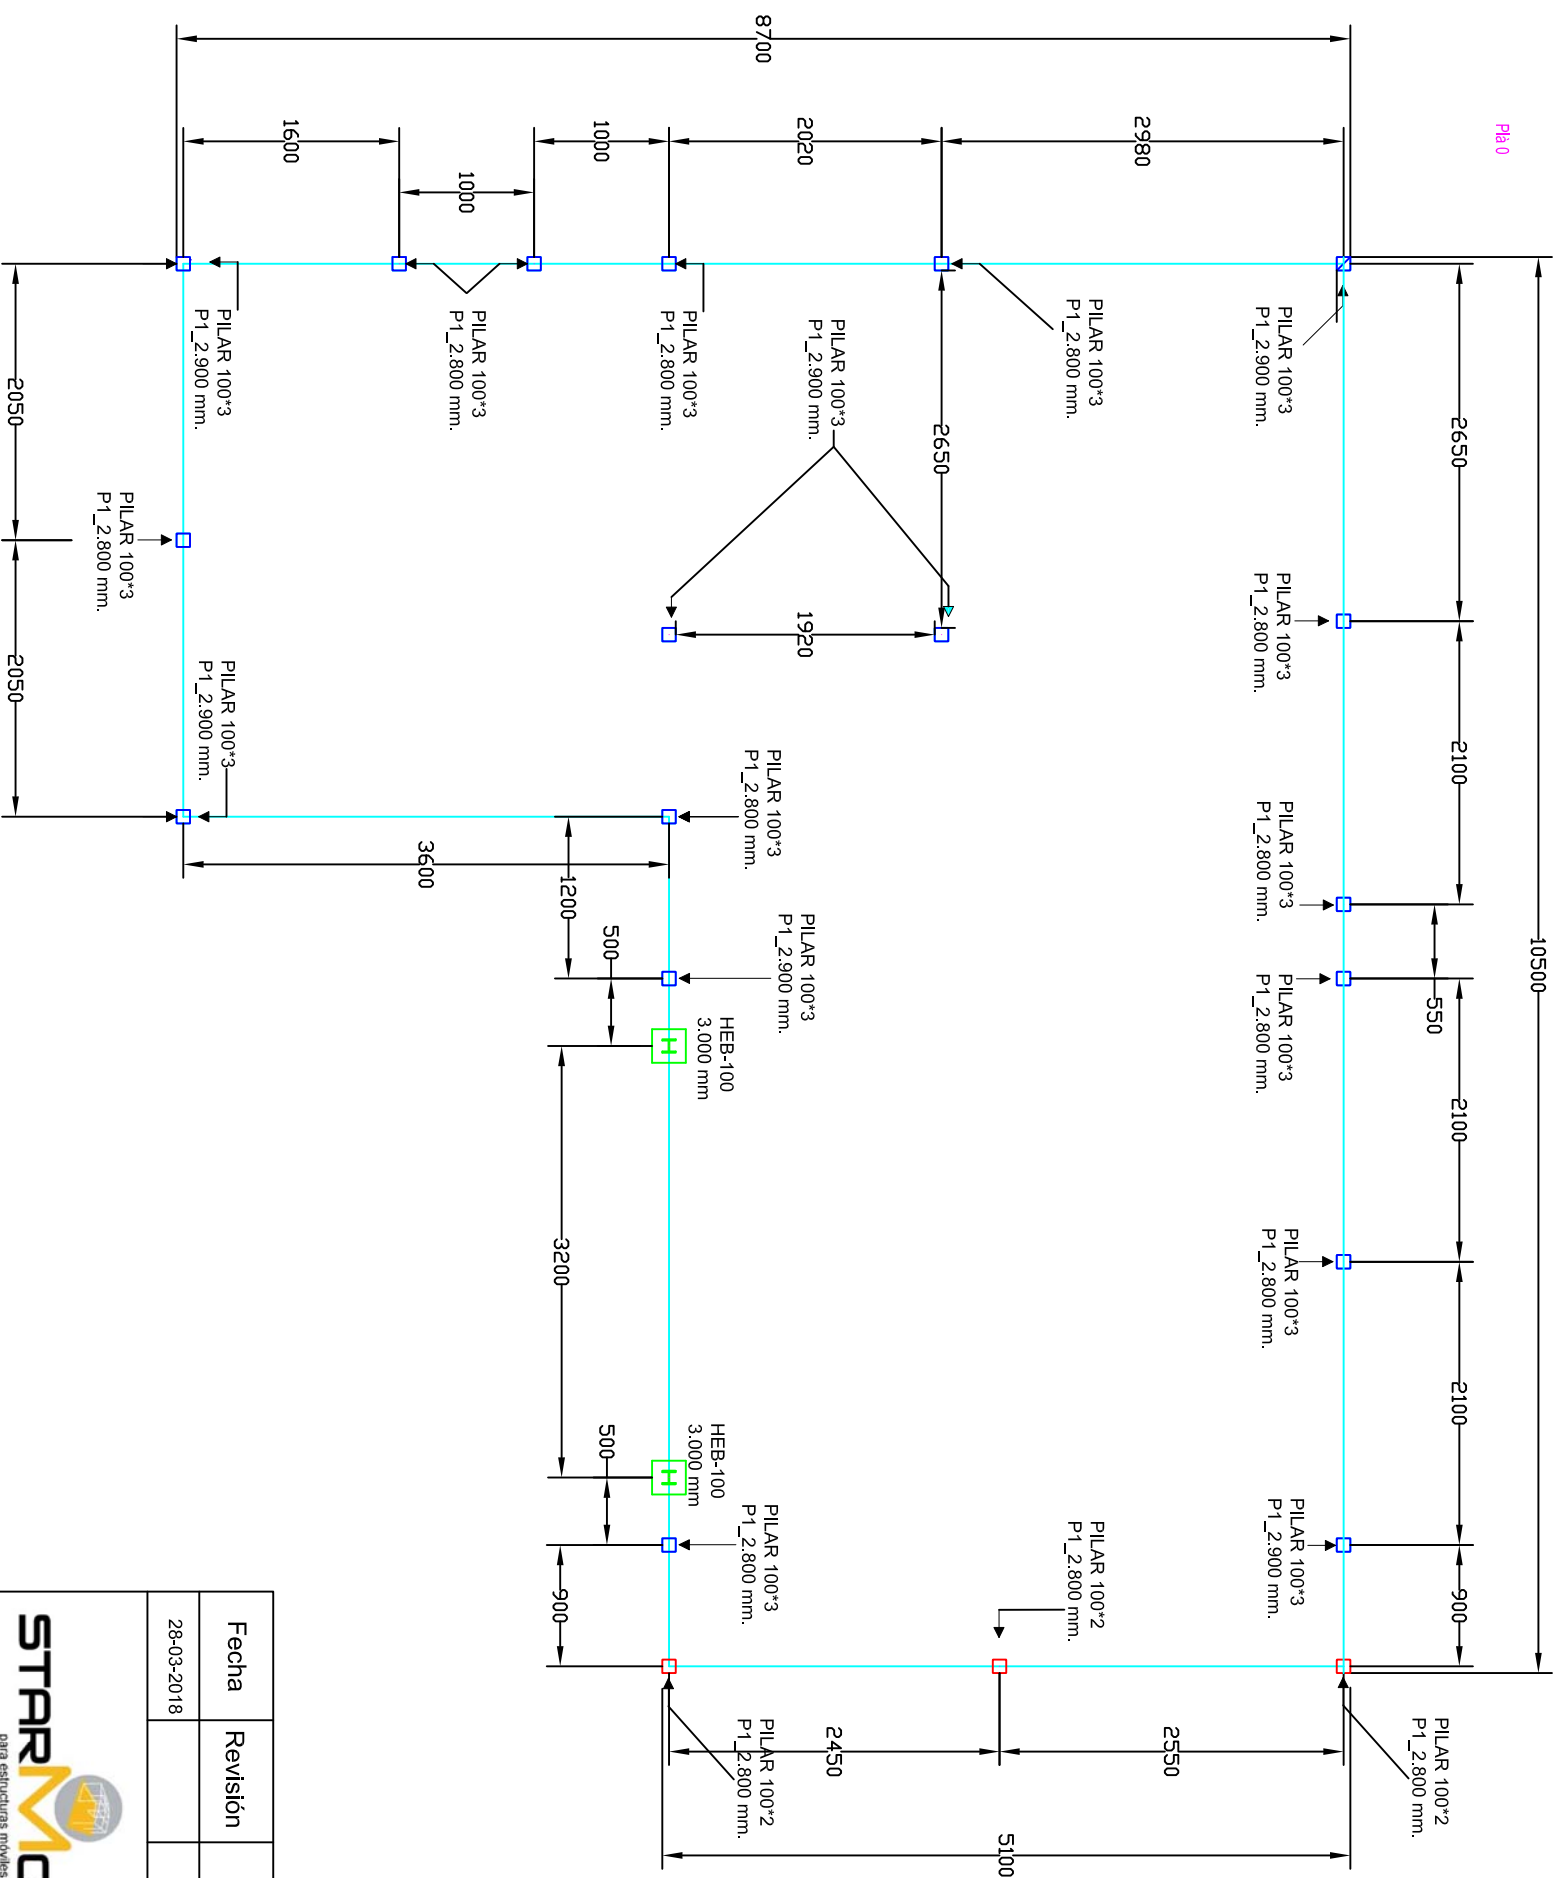 Plà 0
10500
2650
2100
550
2100
2100
900
8700
2980
2020
1000
1000
1600
PILAR 100*3
P1_2.900 mm.
PILAR 100*3
P1_2.800 mm.
PILAR 100*3
P1_2.800 mm.
PILAR 100*3
P1_2.800 mm.
PILAR 100*3
P1_2.800 mm.
PILAR 100*3
P1_2.900 mm.
PILAR 100*2
P1_2.800 mm.
PILAR 100*3
P1_2.800 mm.
2650
PILAR 100*3
P1_2.900 mm.
1920
PILAR 100*2
P1_2.800 mm.
2550
2450
5100
PILAR 100*3
P1_2.800 mm.
PILAR 100*3
P1_2.800 mm.
PILAR 100*3
P1_2.900 mm.
HEB-100
3.000 mm
HEB-100
3.000 mm
PILAR 100*3
P1_2.800 mm.
PILAR 100*2
P1_2.800 mm.
500
1200
3200
500
900
PILAR 100*3
P1_2.800 mm.
3600
PILAR 100*3
P1_2.900 mm.
PILAR 100*3
P1_2.900 mm.
PILAR 100*3
P1_2.800 mm.
2050
2050
Fecha
Revisión
28-03-2018
STARMO
para estructuras móviles